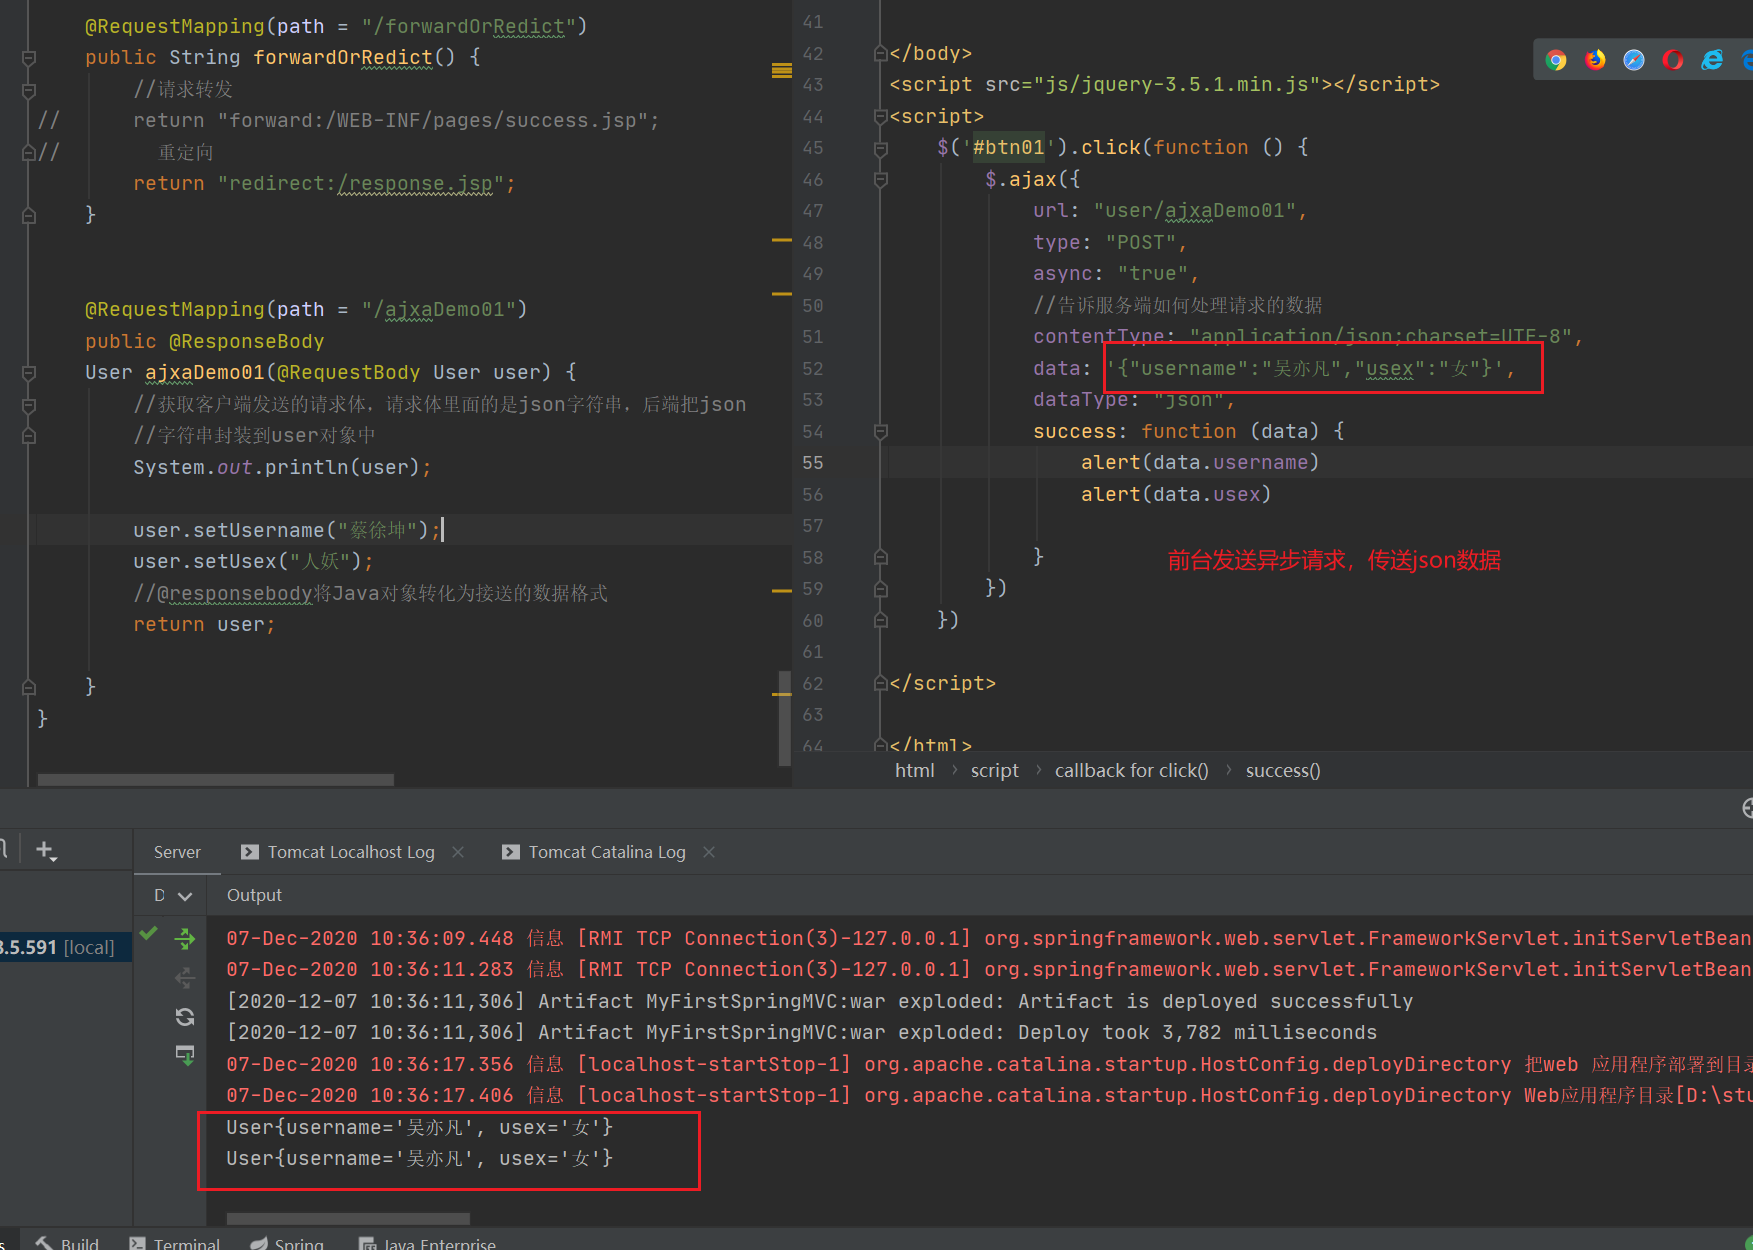 @RequestMapping(path = "/forwardOrRedict")
public String forwardOrRedict() {
//请求转发
// return "forward:/WEB-INF/pages/success.jsp";
// 重定向
return "redirect:/response.jsp";
}
@RequestMapping(path = "/ajxaDemo01")
public @ResponseBody
User ajxaDemo01(@RequestBody User user) {
//获取客户端发送的请求体，请求体里面的是json字符串，后端把json
//字符串封装到user对象中
System.out.println(user);
user.setUsername("蔡徐坤");
user.setUsex("人妖");
//@responsebody将Java对象转化为接送的数据格式
return user;
}
}
41
42 </body>
43 <script src="js/jquery-3.5.1.min.js"></script>
44 <script>
45 $('#btn01').click(function () {
46 $.ajax({
47 url: "user/ajxaDemo01",
48 type: "POST",
49 async: "true",
50 //告诉服务端如何处理请求的数据
51 contentType: "application/json;charset=UTF-8",
52 data: '{"username":"吴亦凡","usex":"女"}',
53 dataType: "json",
54 success: function (data) {
55 alert(data.username)
56 alert(data.usex)
57
58 }
前台发送异步请求，传送json数据
59 })
60 })
61
62 </script>
63
64 </html>
html › script › callback for click() › success()
Server Tomcat Localhost Log × Tomcat Catalina Log ×
D Output
3.5.591 [local]
07-Dec-2020 10:36:09.448 信息 [RMI TCP Connection(3)-127.0.0.1] org.springframework.web.servlet.FrameworkServlet.initServletBean
07-Dec-2020 10:36:11.283 信息 [RMI TCP Connection(3)-127.0.0.1] org.springframework.web.servlet.FrameworkServlet.initServletBean
[2020-12-07 10:36:11,306] Artifact MyFirstSpringMVC:war exploded: Artifact is deployed successfully
[2020-12-07 10:36:11,306] Artifact MyFirstSpringMVC:war exploded: Deploy took 3,782 milliseconds
07-Dec-2020 10:36:17.356 信息 [localhost-startStop-1] org.apache.catalina.startup.HostConfig.deployDirectory 把web 应用程序部署到目录
07-Dec-2020 10:36:17.406 信息 [localhost-startStop-1] org.apache.catalina.startup.HostConfig.deployDirectory Web应用程序目录[D:\stu
User{username='吴亦凡', usex='女'}
User{username='吴亦凡', usex='女'}
Build Terminal Spring Java Enterprise